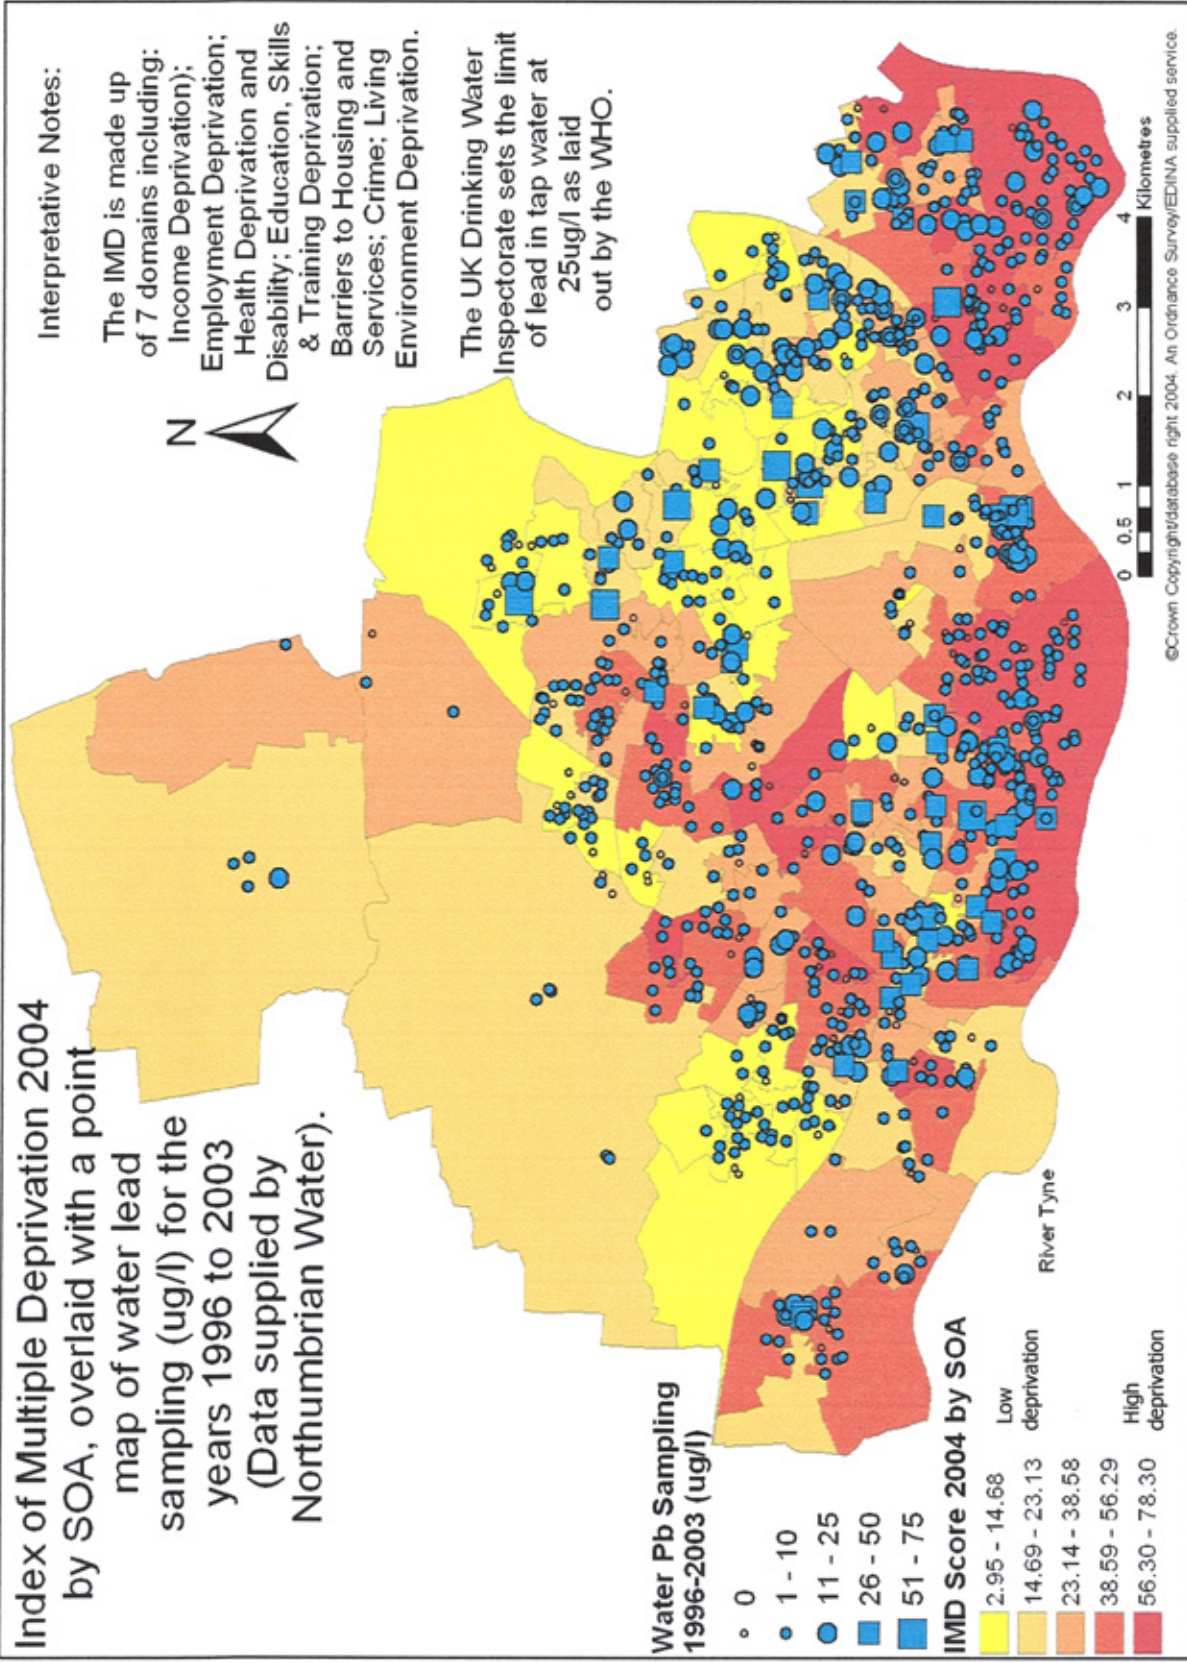 Index of Multiple Deprivation 2004
by SOA, overlaid with a point
map of water lead
sampling (ug/l) for the
years 1996 to 2003
(Data supplied by
Northumbrian Water).
N
Interpretative Notes:
The IMD is made up
of 7 domains including:
Income Deprivation);
Employment Deprivation;
Health Deprivation and
Disability; Education, Skills
& Training Deprivation;
Barriers to Housing and
Services; Crime; Living
Environment Deprivation.
The UK Drinking Water
Inspectorate sets the limit
of lead in tap water at
25ug/l as laid
out by the WHO.
Water Pb Sampling
1996-2003 (ug/l)
0
1 - 10
11 - 25
26 - 50
51 - 75
IMD Score 2004 by SOA
2.95 - 14.68
14.69 - 23.13
23.14 - 38.58
38.59 - 56.29
56.30 - 78.30
Low
deprivation
High
deprivation
River Tyne
0 0.5 1 2 3 4
Kilometres
©Crown Copyright/database right 2004. An Ordnance Survey/EDINA supplied service.